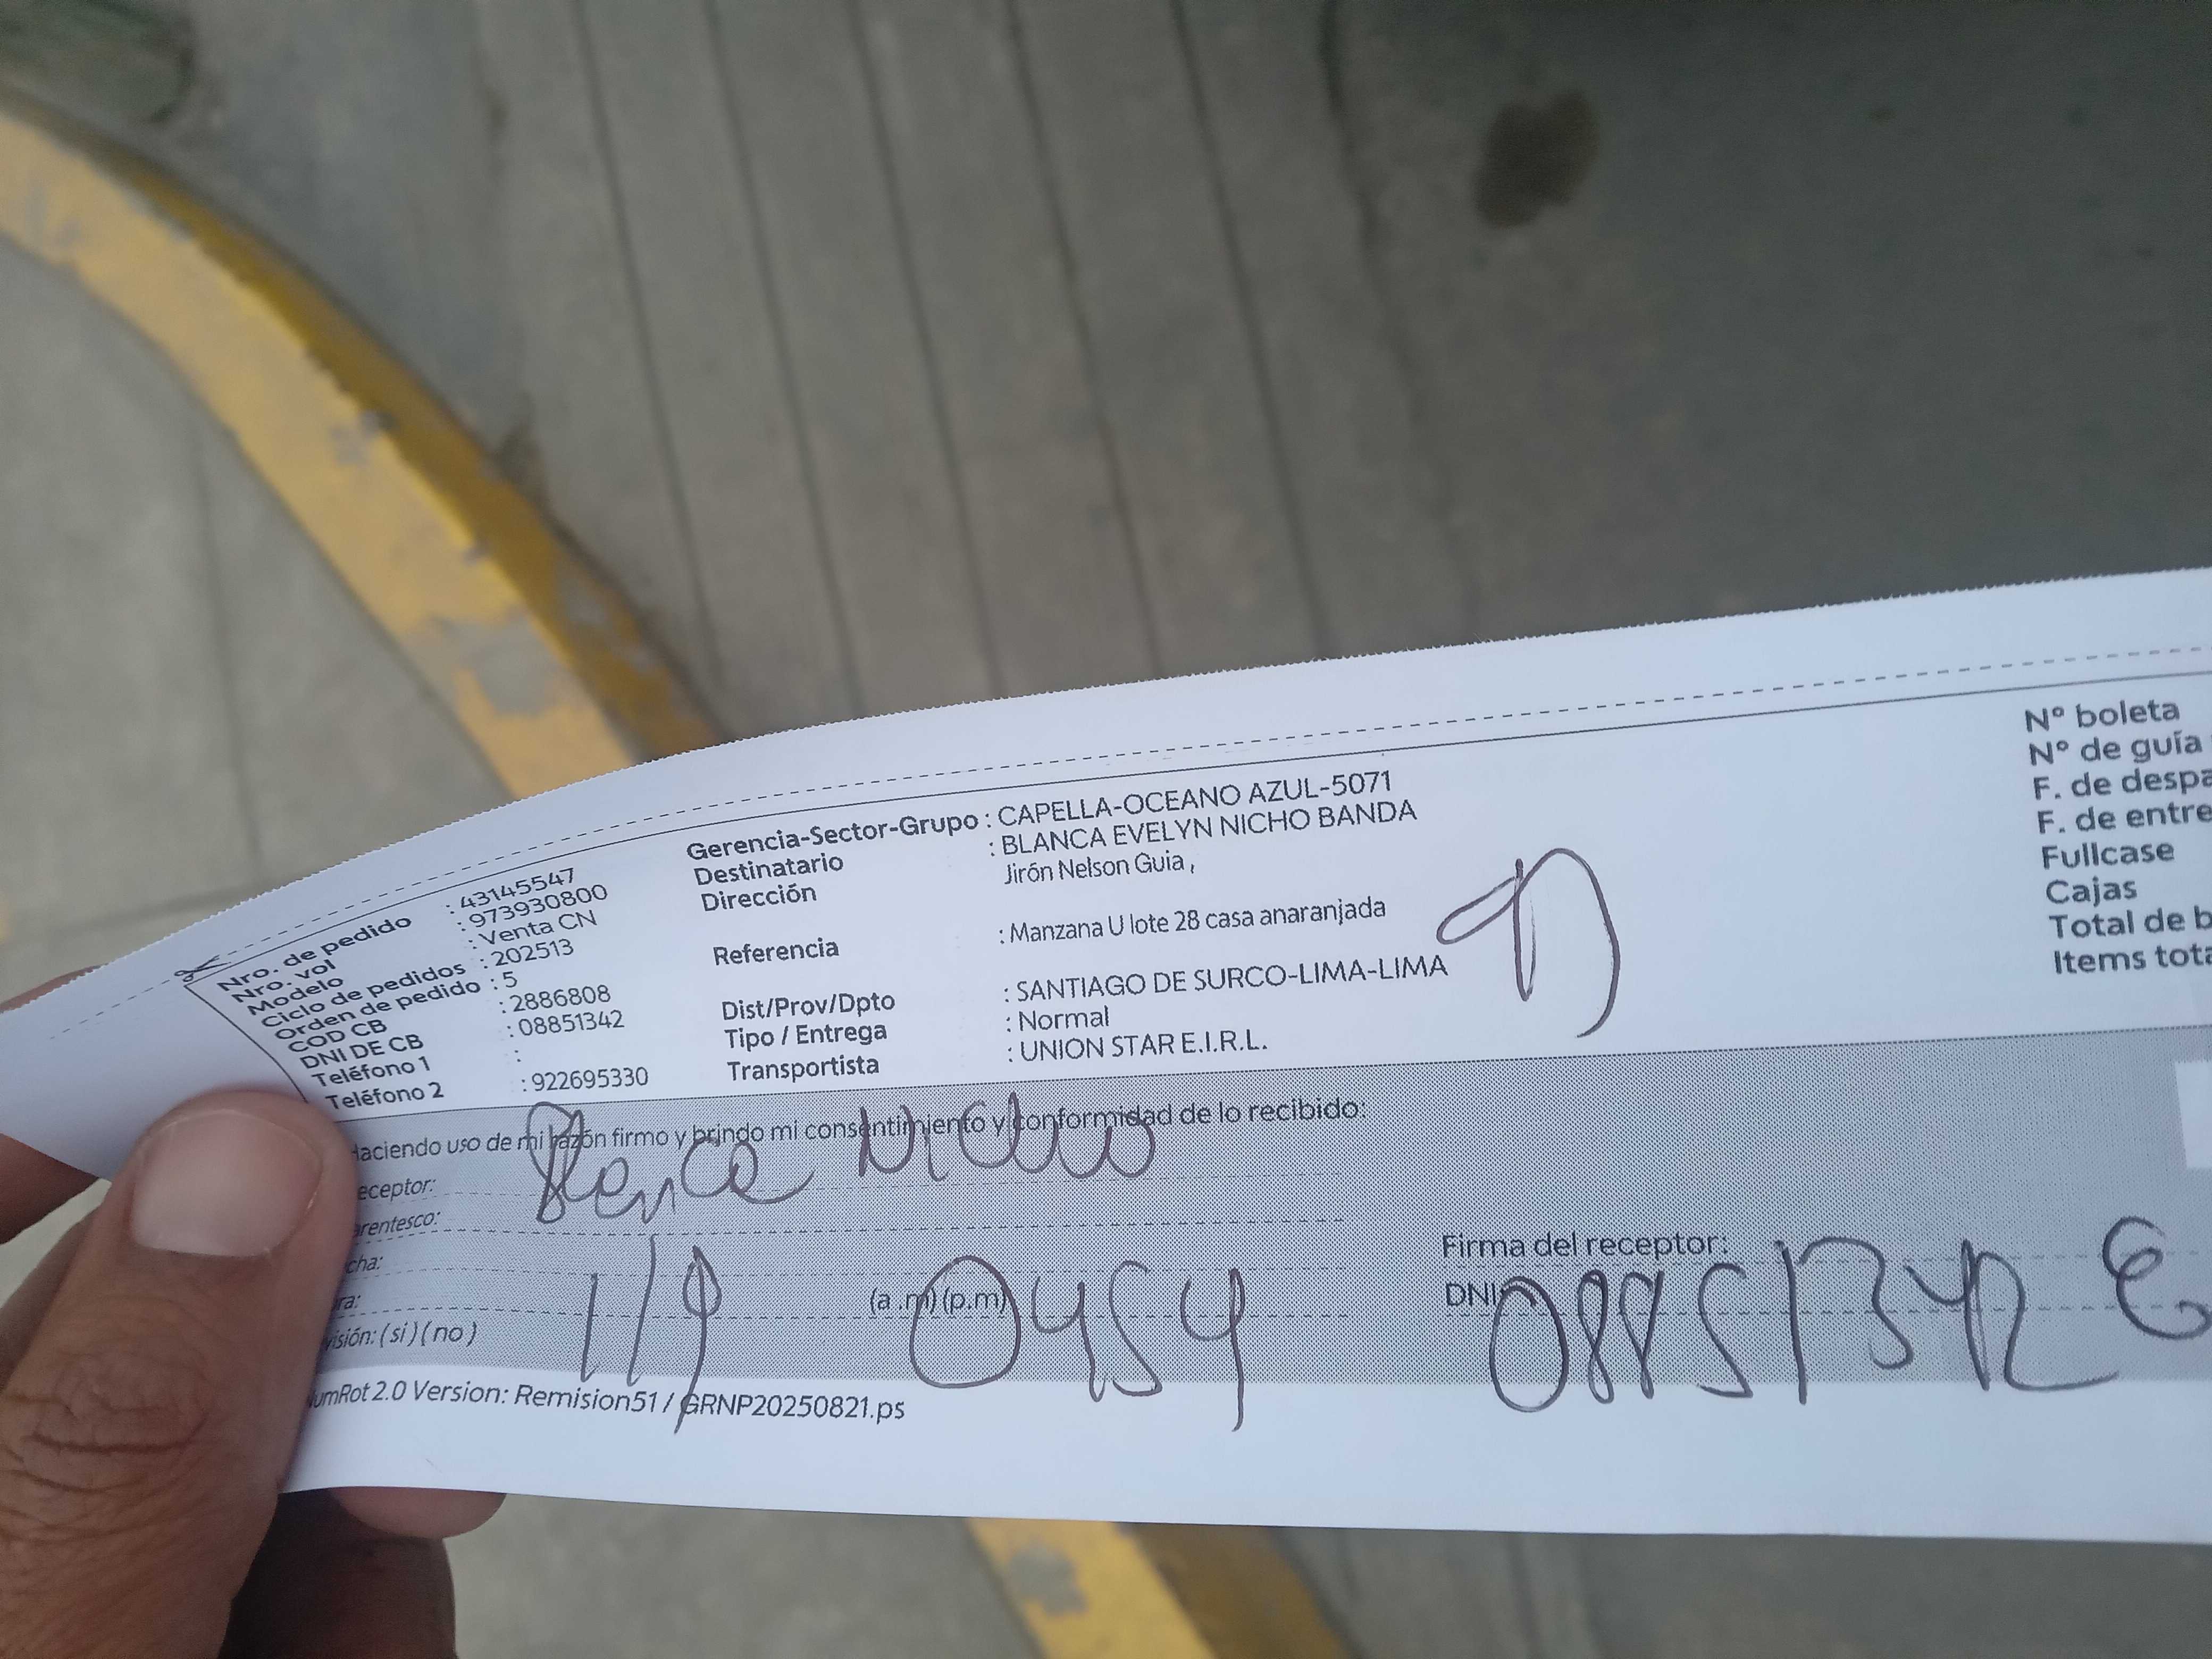 Nro. de pedido : 43145547
Nro. vol : 973930800
Modelo : Venta CN
Ciclo de pedidos : 202513
Orden de pedido : 5
COD CB : 2886808
DNI DE CB : 08851342
Teléfono 1 :
Teléfono 2 : 922695330
Gerencia-Sector-Grupo : CAPELLA-OCEANO AZUL-5071
Destinatario : BLANCA EVELYN NICHO BANDA
Dirección Jirón Nelson Guia ,
Referencia : Manzana U lote 28 casa anaranjada
Dist/Prov/Dpto : SANTIAGO DE SURCO-LIMA-LIMA
Tipo / Entrega : Normal
Transportista : UNION STAR E.I.R.L.
N° boleta
N° de guía
F. de despa
F. de entre
Fullcase
Cajas
Total de b
Items tota
Haciendo uso de mi razón firmo y brindo mi consentimiento y conformidad de lo recibido:
eceptor: Blanca Nicho
arentesco:
cha:
ra: 1/9 (a .m) (p.m) 0454
visión: ( si ) ( no )
Firma del receptor:
DNI: 08851342
umRot 2.0 Version: Remision51 / GRNP20250821.ps